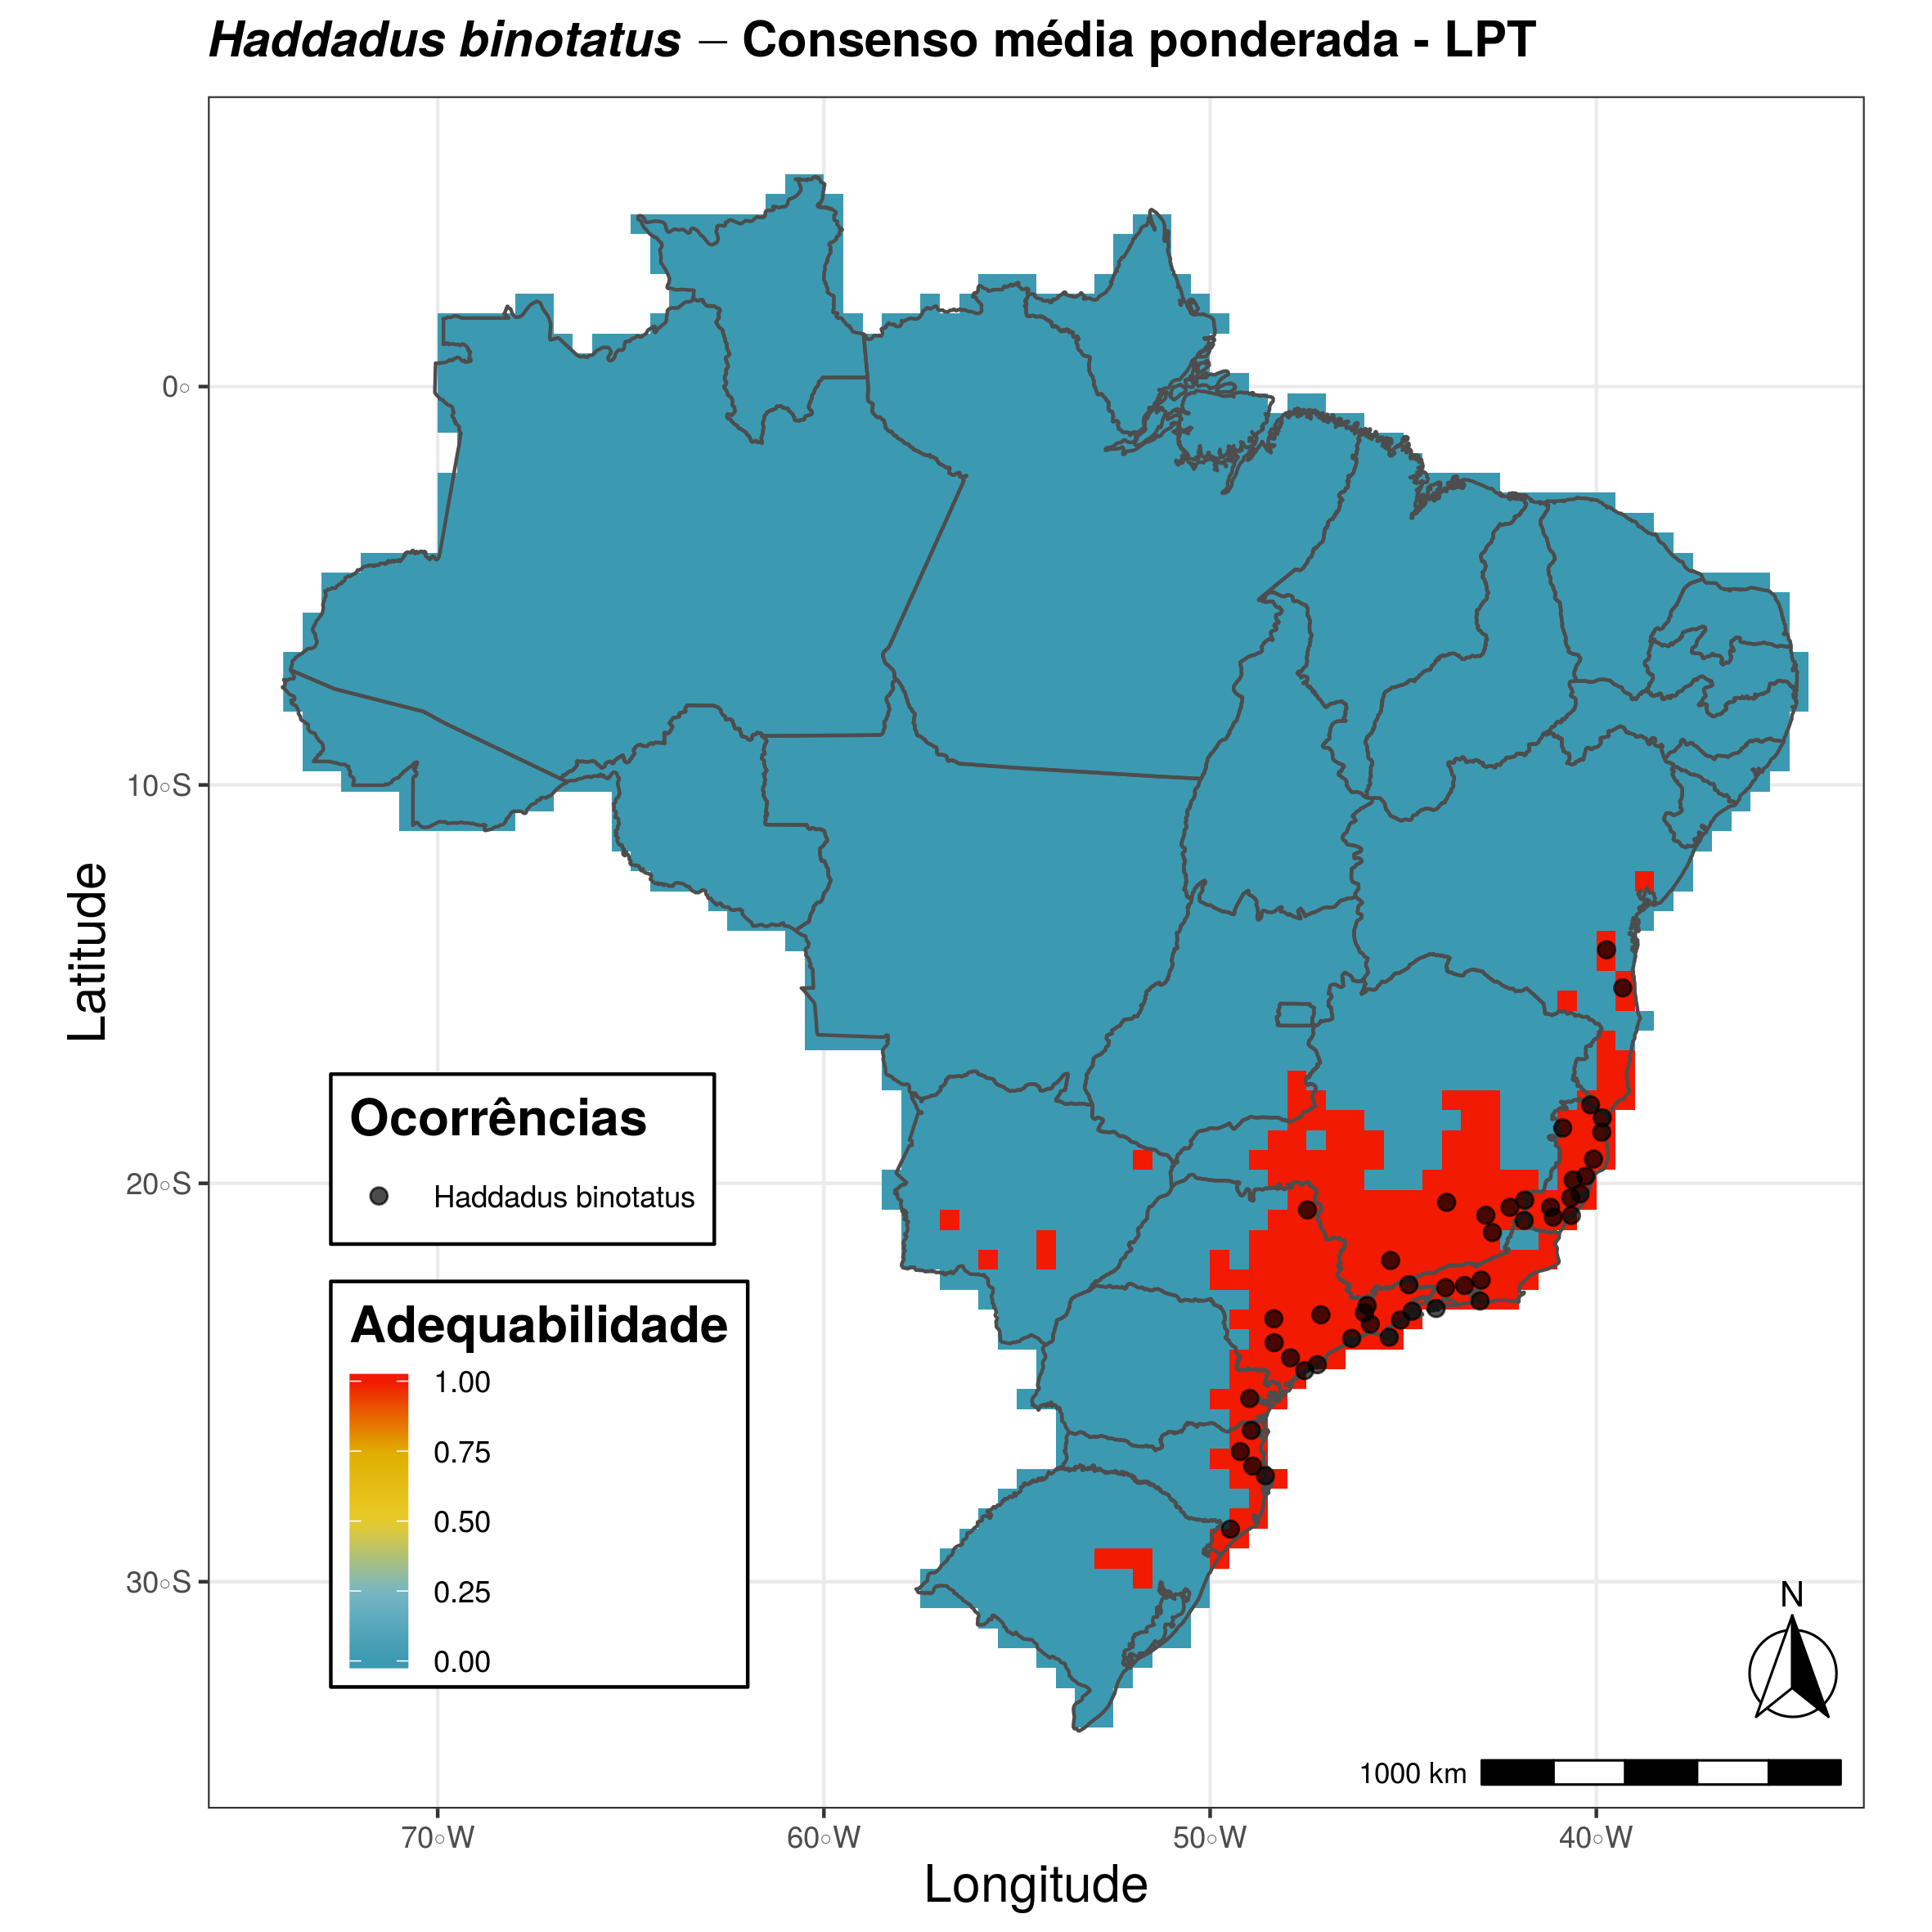 Haddadus binotatus — Consenso média ponderada - LPT
Latitude
0°
10°S
20°S
30°S
Ocorrências
Haddadus binotatus
Adequabilidade
1.00
0.75
0.50
0.25
0.00
N
1000 km
70°W
60°W
50°W
40°W
Longitude